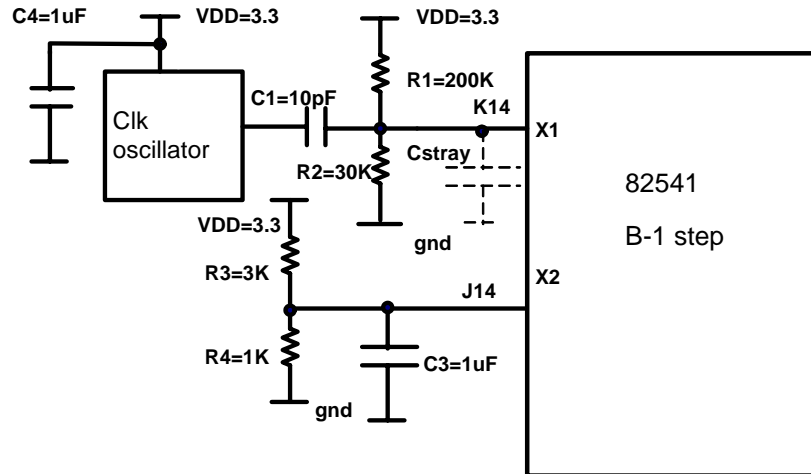 C4=1uF
VDD=3.3
VDD=3.3
R1=200K
C1=10pF
K14
Clk
oscillator
X1
Cstray
R2=30K
82541
B-1 step
VDD=3.3
gnd
R3=3K
J14
X2
R4=1K
C3=1uF
gnd